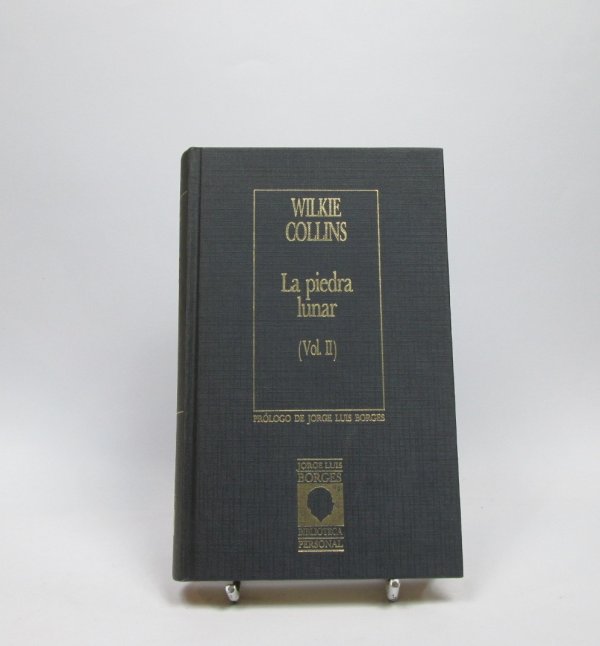 WILKIE
COLLINS
La piedra
lunar
(Vol. II)
PRÓLOGO DE JORGE LUIS BORGES
JORGE LUIS
BORGES
BIBLIOTECA
PERSONAL